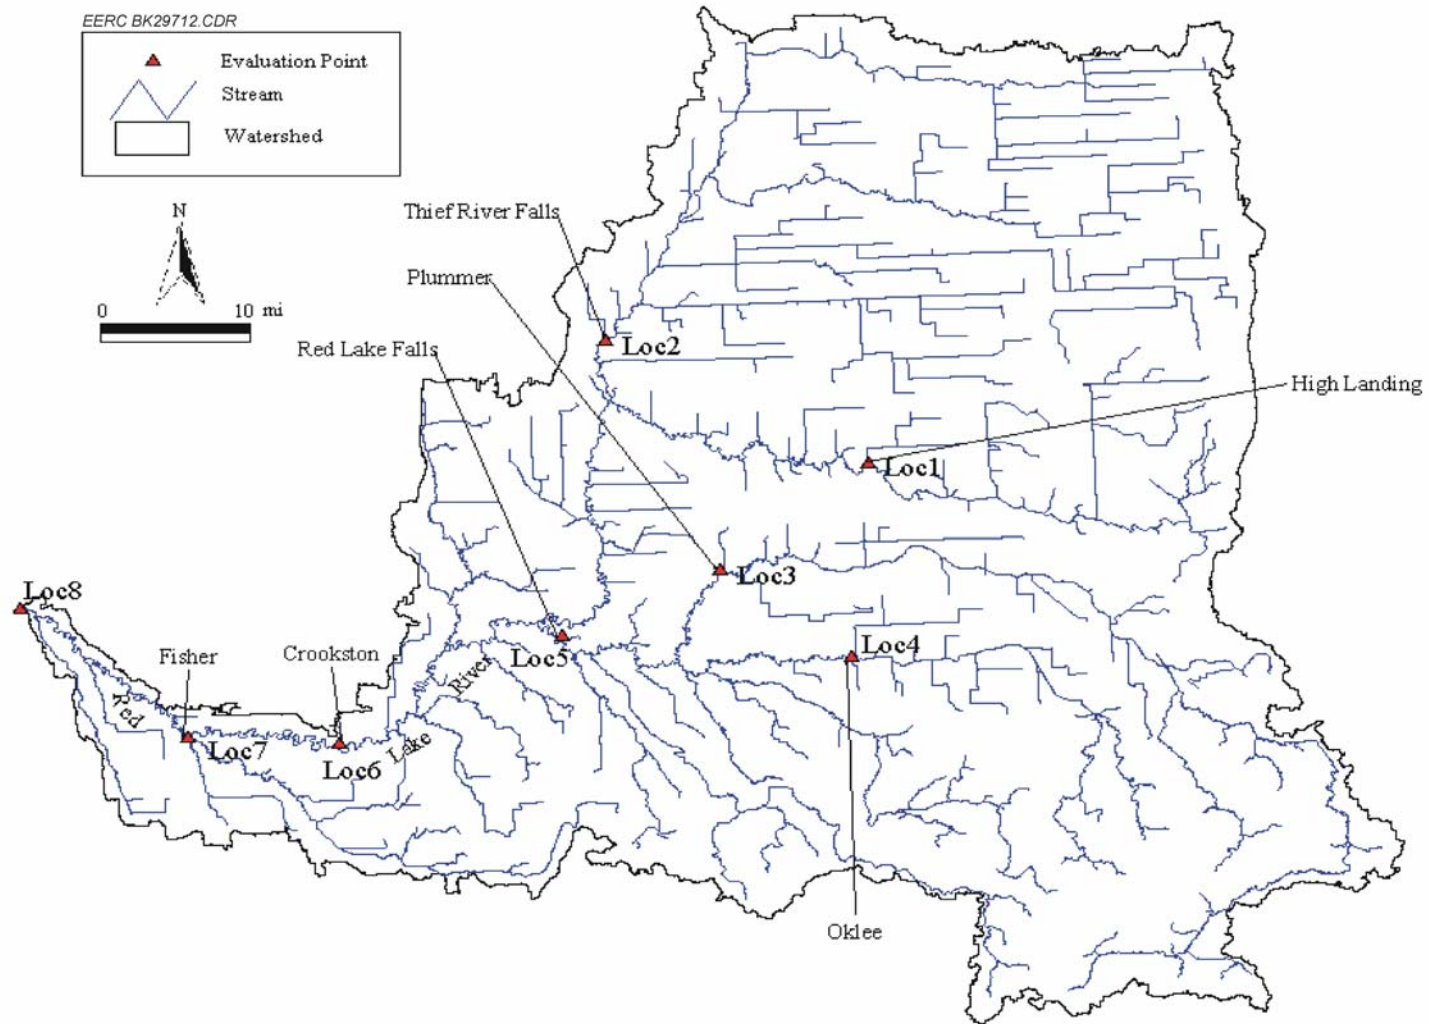 EERC BK29712.CDR
Evaluation Point
Stream
Watershed
N
0 10 mi
Thief River Falls
Plummer
Red Lake Falls
High Landing
Loc2
Loc1
Loc3
Loc8
Loc4
Fisher
Crookston
Loc5
Red
Lake
River
Loc7
Loc6
Oklee